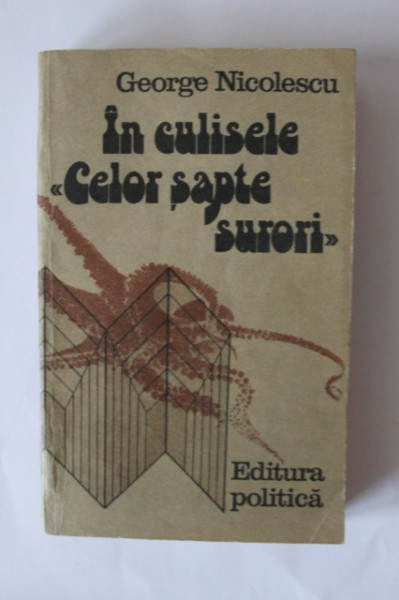 George Nicolescu
În culisele
«Celor șapte
surori»
Editura
politică